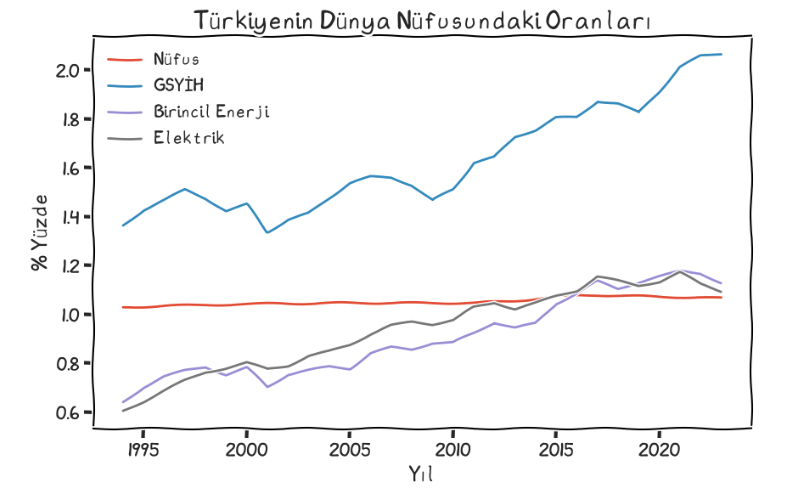 Türkiyenin Dünya Nüfusundaki Oranları
Nüfus
GSYİH
Birincil Enerji
Elektrik
% Yüzde
2.0
1.8
1.6
1.4
1.2
1.0
0.8
0.6
1995 2000 2005 2010 2015 2020
Yıl